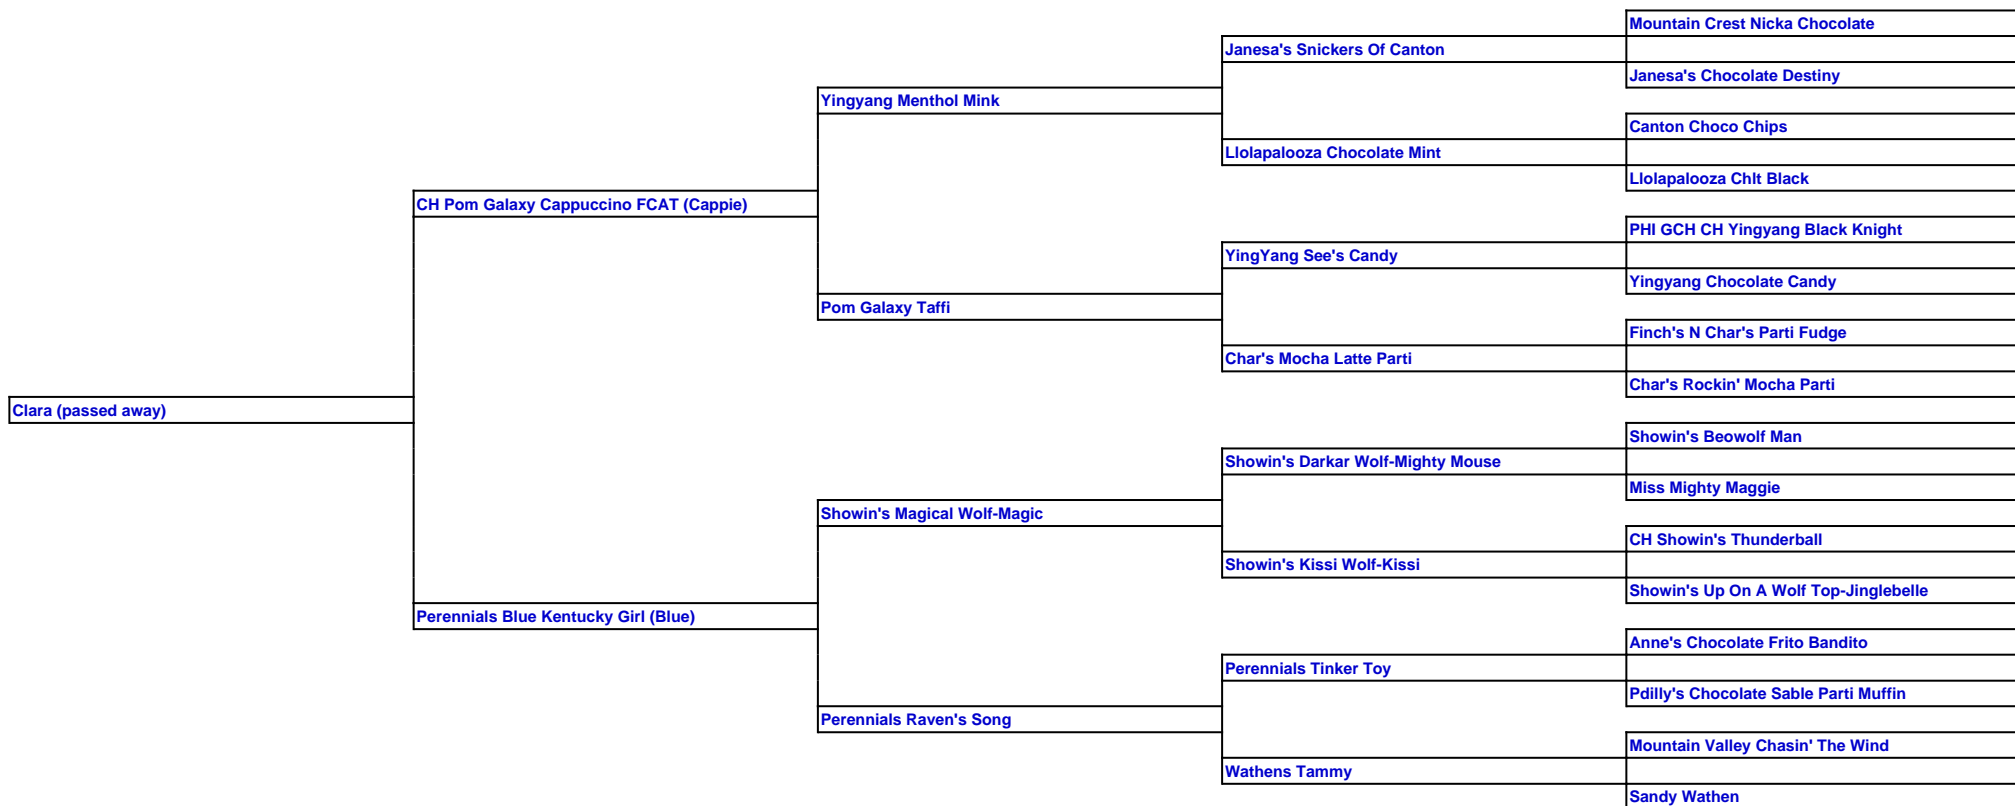 Mountain Crest Nicka Chocolate
Janesa's Snickers Of Canton
Janesa's Chocolate Destiny
Yingyang Menthol Mink
Canton Choco Chips
Llolapalooza Chocolate Mint
Llolapalooza Chlt Black
CH Pom Galaxy Cappuccino FCAT (Cappie)
PHI GCH CH Yingyang Black Knight
YingYang See's Candy
Yingyang Chocolate Candy
Pom Galaxy Taffi
Finch's N Char's Parti Fudge
Char's Mocha Latte Parti
Char's Rockin' Mocha Parti
Clara (passed away)
Showin's Beowolf Man
Showin's Darkar Wolf-Mighty Mouse
Miss Mighty Maggie
Showin's Magical Wolf-Magic
CH Showin's Thunderball
Showin's Kissi Wolf-Kissi
Showin's Up On A Wolf Top-Jinglebelle
Perennials Blue Kentucky Girl (Blue)
Anne's Chocolate Frito Bandito
Perennials Tinker Toy
Pdilly's Chocolate Sable Parti Muffin
Perennials Raven's Song
Mountain Valley Chasin' The Wind
Wathens Tammy
Sandy Wathen